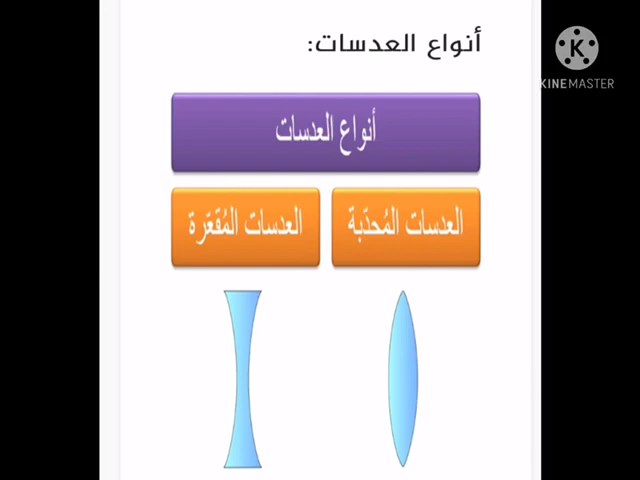 أنواع العدسات:
K
KINEMASTER
أنواع العدسات
العدسات المُحدّبة
العدسات المُقعّرة